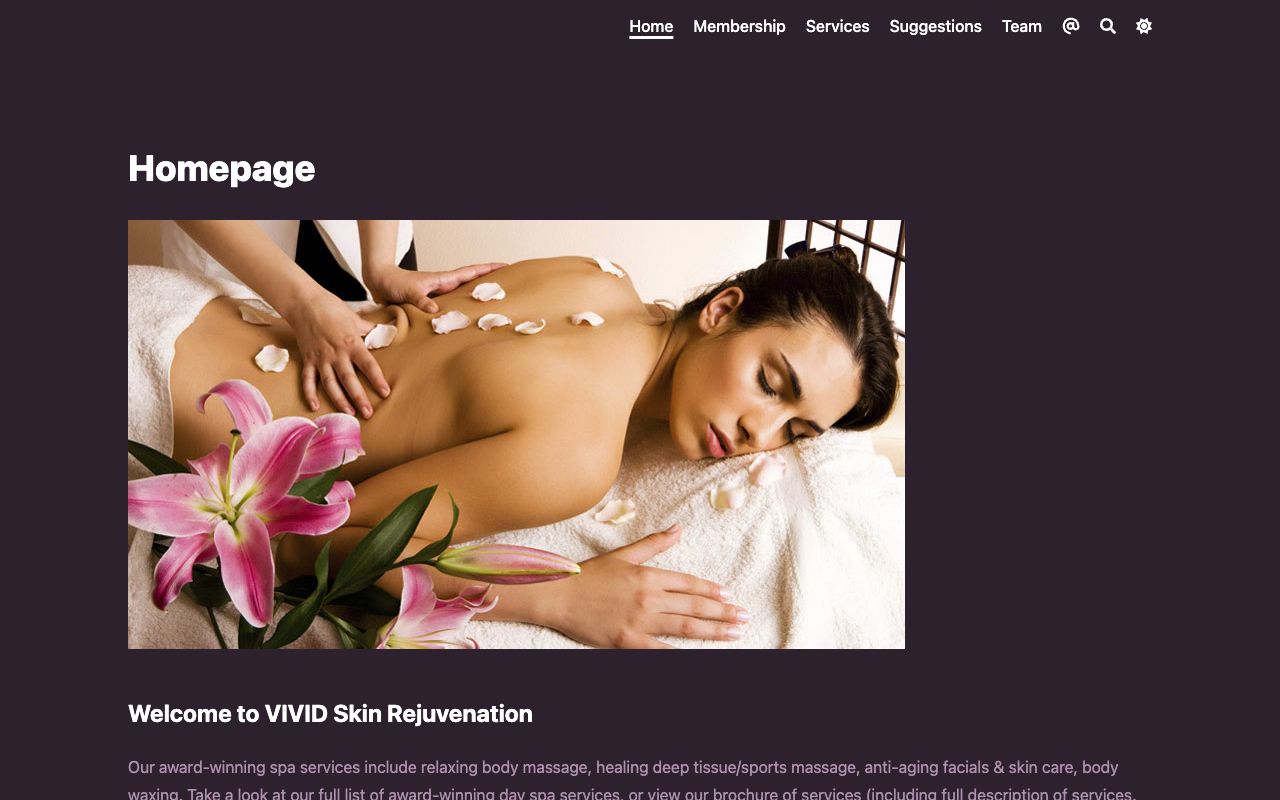 Home Membership Services Suggestions Team
Homepage
Welcome to VIVID Skin Rejuvenation
Our award-winning spa services include relaxing body massage, healing deep tissue/sports massage, anti-aging facials & skin care, body
waxing. Take a look at our full list of award-winning day spa services, or view our brochure of services (including full description of services,